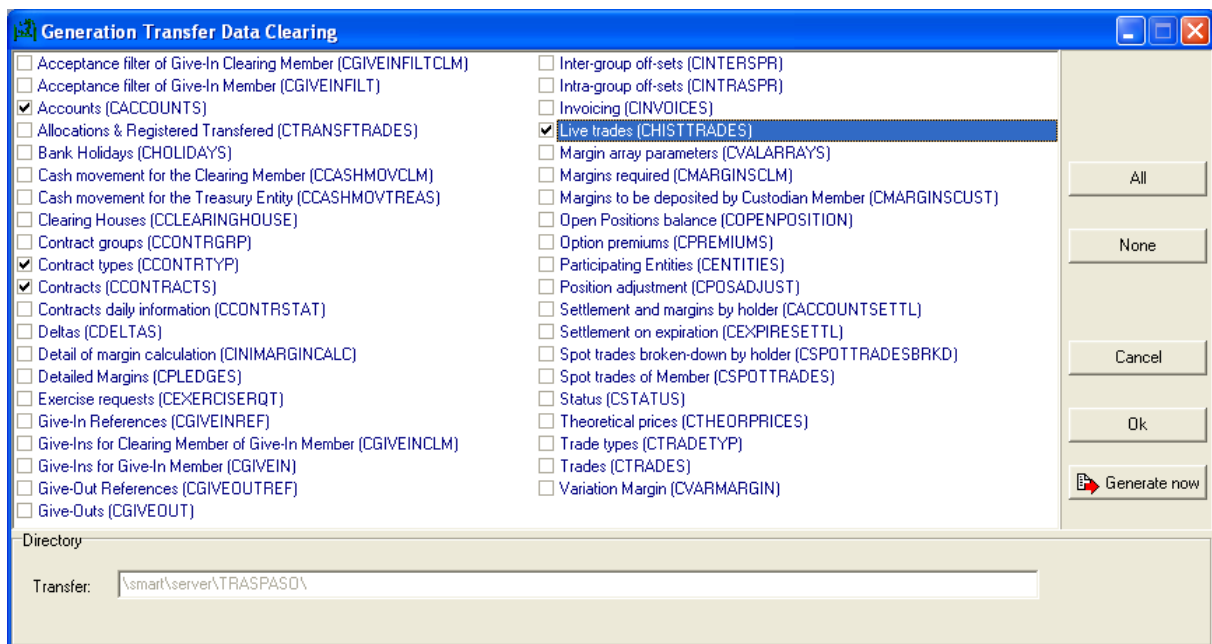 Generation Transfer Data Clearing
Acceptance filter of Give-In Clearing Member (CGIVEINFILTCLM)
Acceptance filter of Give-In Member (CGIVEINFILT)
Accounts (CACCOUNTS)
Allocations & Registered Transfered (CTRANSFTRADES)
Bank Holidays (CHOLIDAYS)
Cash movement for the Clearing Member (CCASHMOVCLM)
Cash movement for the Treasury Entity (CCASHMOVTREAS)
Clearing Houses (CCLEARINGHOUSE)
Contract groups (CCONTRGRP)
Contract types (CCONTRTYP)
Contracts (CCONTRACTS)
Contracts daily information (CCONTRSTAT)
Deltas (CDELTAS)
Detail of margin calculation (CINIMARGINCALC)
Detailed Margins (CPLEDGES)
Exercise requests (CEXERCISERQT)
Give-In References (CGIVEINREF)
Give-Ins for Clearing Member of Give-In Member (CGIVEINCLM)
Give-Ins for Give-In Member (CGIVEIN)
Give-Out References (CGIVEOUTREF)
Give-Outs (CGIVEOUT)
Inter-group off-sets (CINTERSPR)
Intra-group off-sets (CINTRASPR)
Invoicing (CINVOICES)
Live trades (CHISTTRADES)
Margin array parameters (CVALARRAYS)
Margins required (CMARGINSCLM)
Margins to be deposited by Custodian Member (CMARGINSCUST)
Open Positions balance (COPENPOSITION)
Option premiums (CPREMIUMS)
Participating Entities (CENTITIES)
Position adjustment (CPOSADJUST)
Settlement and margins by holder (CACCOUNTSETTL)
Settlement on expiration (CEXPIRESETTL)
Spot trades broken-down by holder (CSPOTTRADESBRKD)
Spot trades of Member (CSPOTTRADES)
Status (CSTATUS)
Theoretical prices (CTHEORPRICES)
Trade types (CTRADETYP)
Trades (CTRADES)
Variation Margin (CVARMARGIN)
All
None
Cancel
Ok
Generate now
Directory
Transfer: \smart\server\TRASPASO\